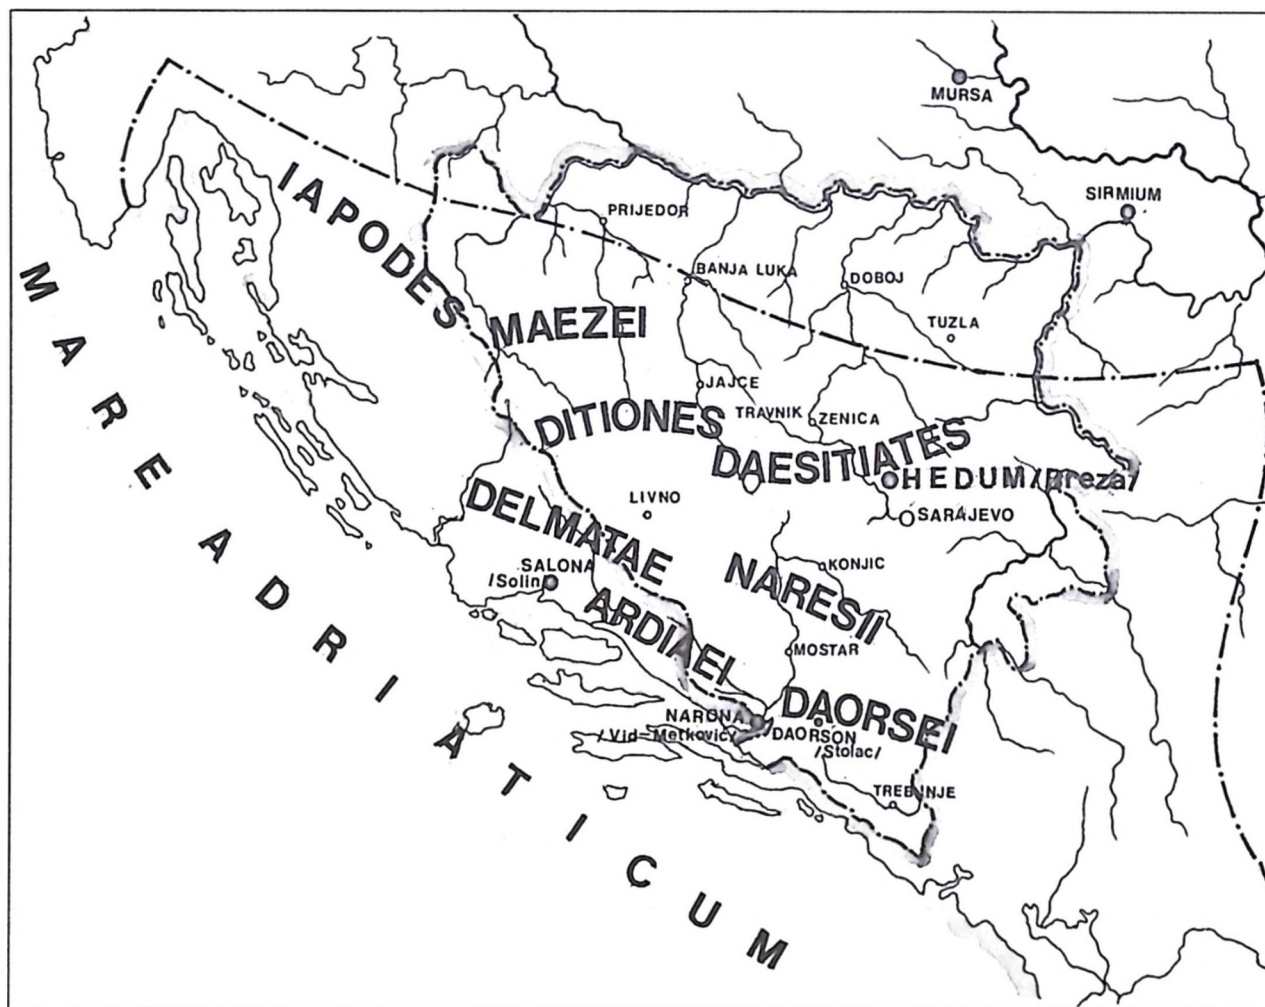 MURSA
IAPODES
SIRMIUM
PRIJEDOR
BANJA LUKA
DOBOJ
MAEZEI
TUZLA
JAJCE
DITIONES
TRAVNIK
ZENICA
DAESITIATES
HEDUM/Breza/
LIVNO
SARAJEVO
DELMATAE
SALONA
/Solin/
KONJIC
NARESII
ARDIAEI
MOSTAR
DAORSEI
NARONA
/Vid-Metković/
DAORSON
/Stolac/
TREBINJE
MARE ADRIATICUM